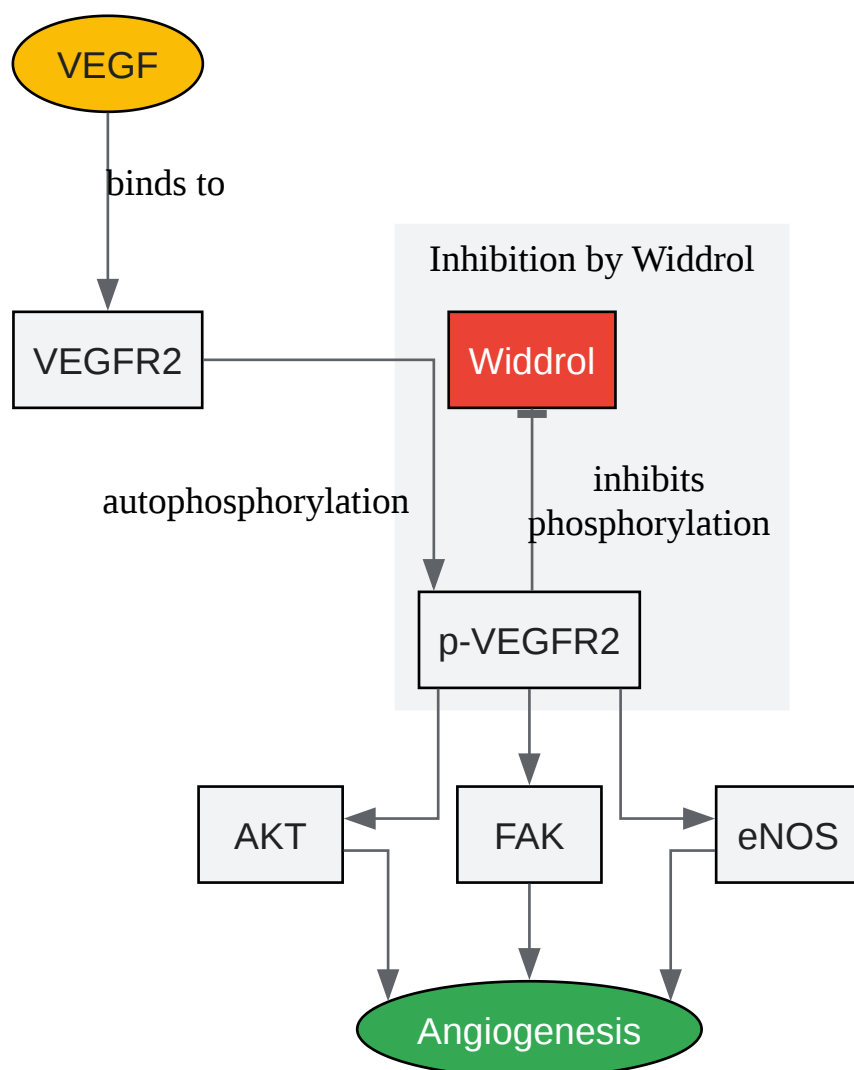 VEGF
binds to
Inhibition by Widdrol
VEGFR2
Widdrol
autophosphorylation
inhibits
phosphorylation
p-VEGFR2
AKT
FAK
eNOS
Angiogenesis